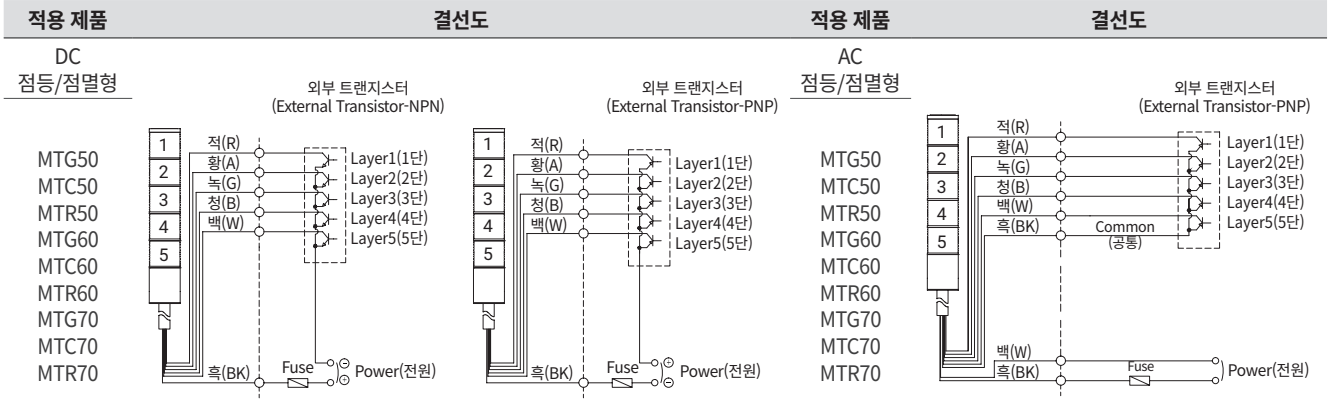 적용 제품 결선도 적용 제품 결선도
DC
점등/점멸형
MTG50
MTC50
MTR50
MTG60
MTC60
MTR60
MTG70
MTC70
MTR70
외부 트랜지스터
(External Transistor-NPN)
1
2
3
4
5
적(R)
황(A)
녹(G)
청(B)
백(W)
Layer1(1단)
Layer2(2단)
Layer3(3단)
Layer4(4단)
Layer5(5단)
흑(BK)
Fuse
⊖
⊕
Power(전원)
외부 트랜지스터
(External Transistor-PNP)
1
2
3
4
5
적(R)
황(A)
녹(G)
청(B)
백(W)
Layer1(1단)
Layer2(2단)
Layer3(3단)
Layer4(4단)
Layer5(5단)
흑(BK)
Fuse
⊕
⊖
Power(전원)
AC
점등/점멸형
MTG50
MTC50
MTR50
MTG60
MTC60
MTR60
MTG70
MTC70
MTR70
외부 트랜지스터
(External Transistor-PNP)
1
2
3
4
5
적(R)
황(A)
녹(G)
청(B)
백(W)
흑(BK)
Common
(공통)
Layer1(1단)
Layer2(2단)
Layer3(3단)
Layer4(4단)
Layer5(5단)
백(W)
흑(BK)
Fuse
Power(전원)